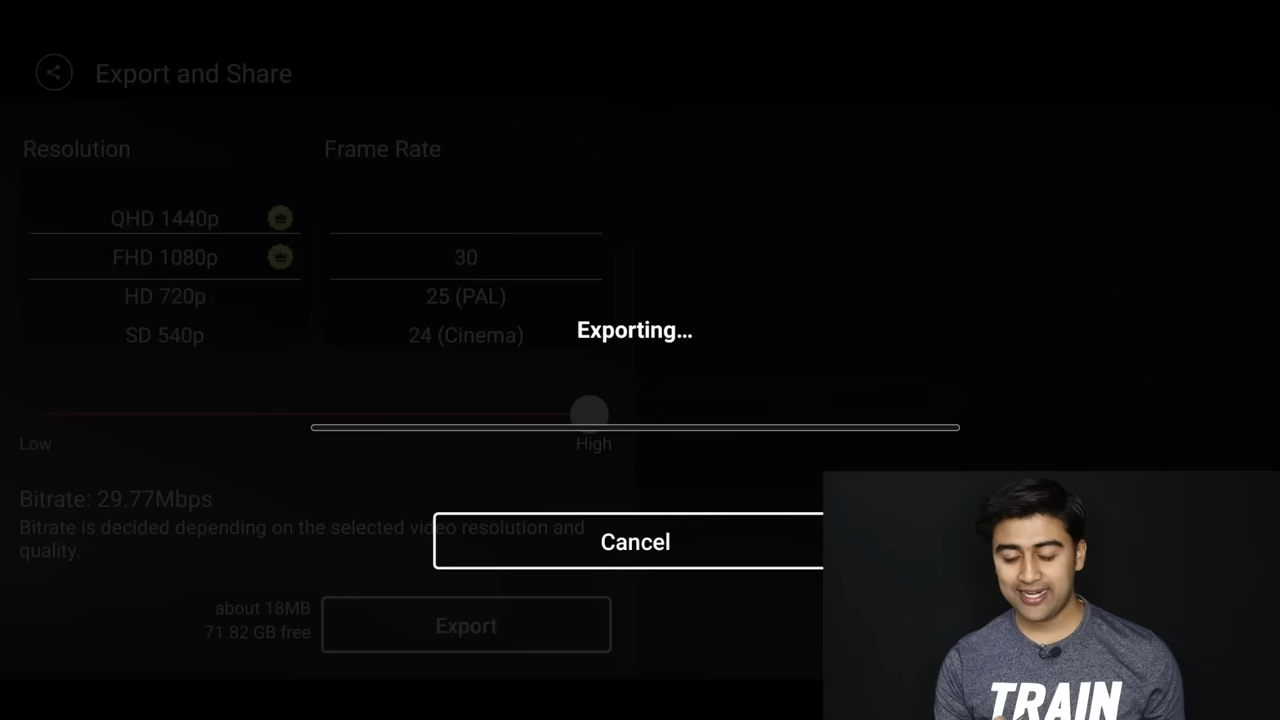 Export and Share
Resolution
Frame Rate
QHD 1440p
FHD 1080p
30
HD 720p
25 (PAL)
SD 540p
24 (Cinema)
Exporting...
Low
High
Bitrate: 29.77Mbps
Bitrate is decided depending on the selected video resolution and
quality.
Cancel
about 18MB
71.82 GB free
Export
TRAIN